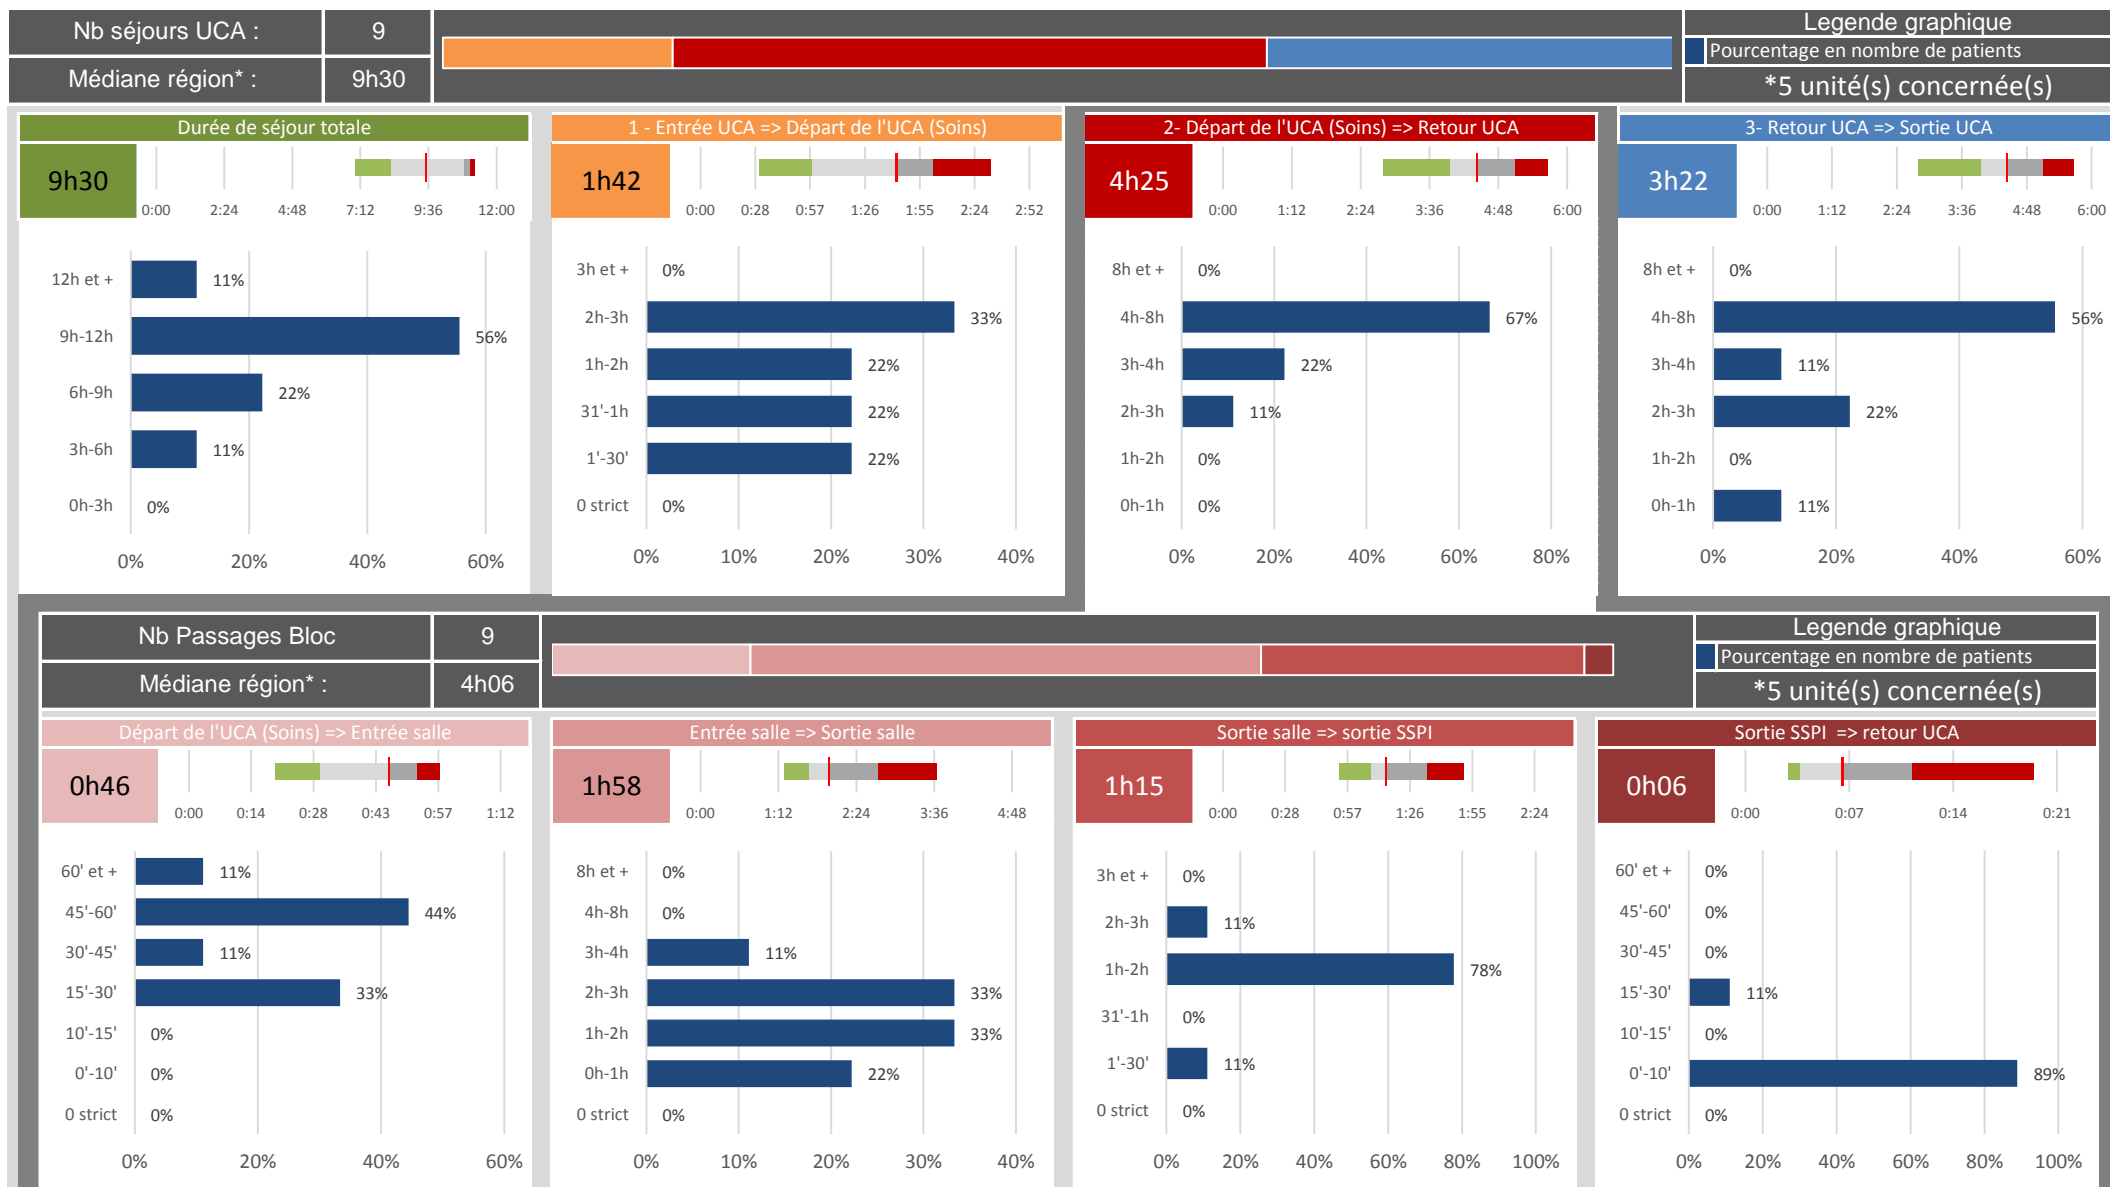 Nb séjours UCA : 9
Médiane région* : 9h30
Legende graphique
Pourcentage en nombre de patients
*5 unité(s) concernée(s)
Durée de séjour totale
9h30
0:00 2:24 4:48 7:12 9:36 12:00
12h et + 11%
9h-12h 56%
6h-9h 22%
3h-6h 11%
0h-3h 0%
0% 20% 40% 60%
1 - Entrée UCA => Départ de l'UCA (Soins)
1h42
0:00 0:28 0:57 1:26 1:55 2:24 2:52
3h et + 0%
2h-3h 33%
1h-2h 22%
31'-1h 22%
1'-30' 22%
0 strict 0%
0% 10% 20% 30% 40%
2- Départ de l'UCA (Soins) => Retour UCA
4h25
0:00 1:12 2:24 3:36 4:48 6:00
8h et + 0%
4h-8h 67%
3h-4h 22%
2h-3h 11%
1h-2h 0%
0h-1h 0%
0% 20% 40% 60% 80%
3- Retour UCA => Sortie UCA
3h22
0:00 1:12 2:24 3:36 4:48 6:00
8h et + 0%
4h-8h 56%
3h-4h 11%
2h-3h 22%
1h-2h 0%
0h-1h 11%
0% 20% 40% 60%
Nb Passages Bloc 9
Médiane région* : 4h06
Legende graphique
Pourcentage en nombre de patients
*5 unité(s) concernée(s)
Départ de l'UCA (Soins) => Entrée salle
0h46
0:00 0:14 0:28 0:43 0:57 1:12
60' et + 11%
45'-60' 44%
30'-45' 11%
15'-30' 33%
10'-15' 0%
0'-10' 0%
0 strict 0%
0% 20% 40% 60%
Entrée salle => Sortie salle
1h58
0:00 1:12 2:24 3:36 4:48
8h et + 0%
4h-8h 0%
3h-4h 11%
2h-3h 33%
1h-2h 33%
0h-1h 22%
0 strict 0%
0% 10% 20% 30% 40%
Sortie salle => sortie SSPI
1h15
0:00 0:28 0:57 1:26 1:55 2:24
3h et + 0%
2h-3h 11%
1h-2h 78%
31'-1h 0%
1'-30' 11%
0 strict 0%
0% 20% 40% 60% 80% 100%
Sortie SSPI => retour UCA
0h06
0:00 0:07 0:14 0:21
60' et + 0%
45'-60' 0%
30'-45' 0%
15'-30' 11%
10'-15' 0%
0'-10' 89%
0 strict 0%
0% 20% 40% 60% 80% 100%